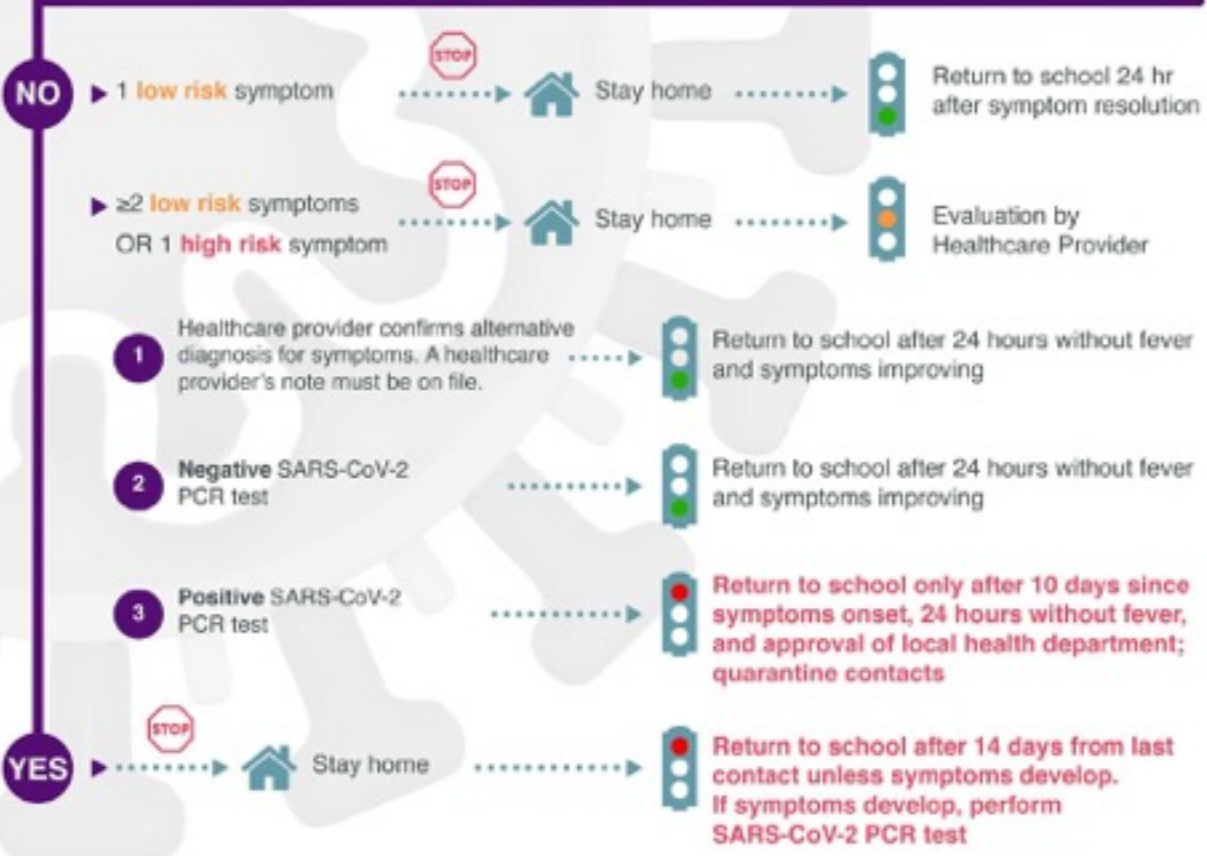 NO
1 low risk symptom
STOP
Stay home
Return to school 24 hr
after symptom resolution
≥2 low risk symptoms
OR 1 high risk symptom
STOP
Stay home
Evaluation by
Healthcare Provider
1
Healthcare provider confirms alternative
diagnosis for symptoms. A healthcare
provider's note must be on file.
Return to school after 24 hours without fever
and symptoms improving
2
Negative SARS-CoV-2
PCR test
Return to school after 24 hours without fever
and symptoms improving
3
Positive SARS-CoV-2
PCR test
Return to school only after 10 days since
symptoms onset, 24 hours without fever,
and approval of local health department;
quarantine contacts
YES
STOP
Stay home
Return to school after 14 days from last
contact unless symptoms develop.
If symptoms develop, perform
SARS-CoV-2 PCR test